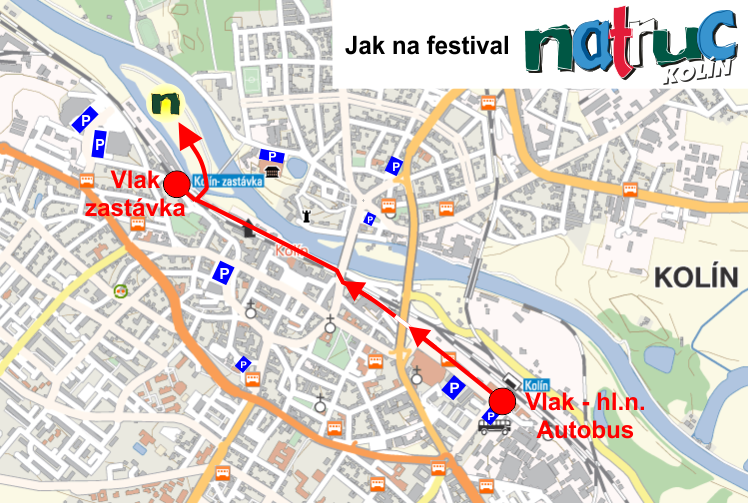 Jak na festival
natruc
KOLÍN
n
P
P
P
P
Vlak
zastávka
Kolín- zastávka
P
Kolín
P
KOLÍN
P
P
P
P
Kolín
Vlak - hl.n.
Autobus